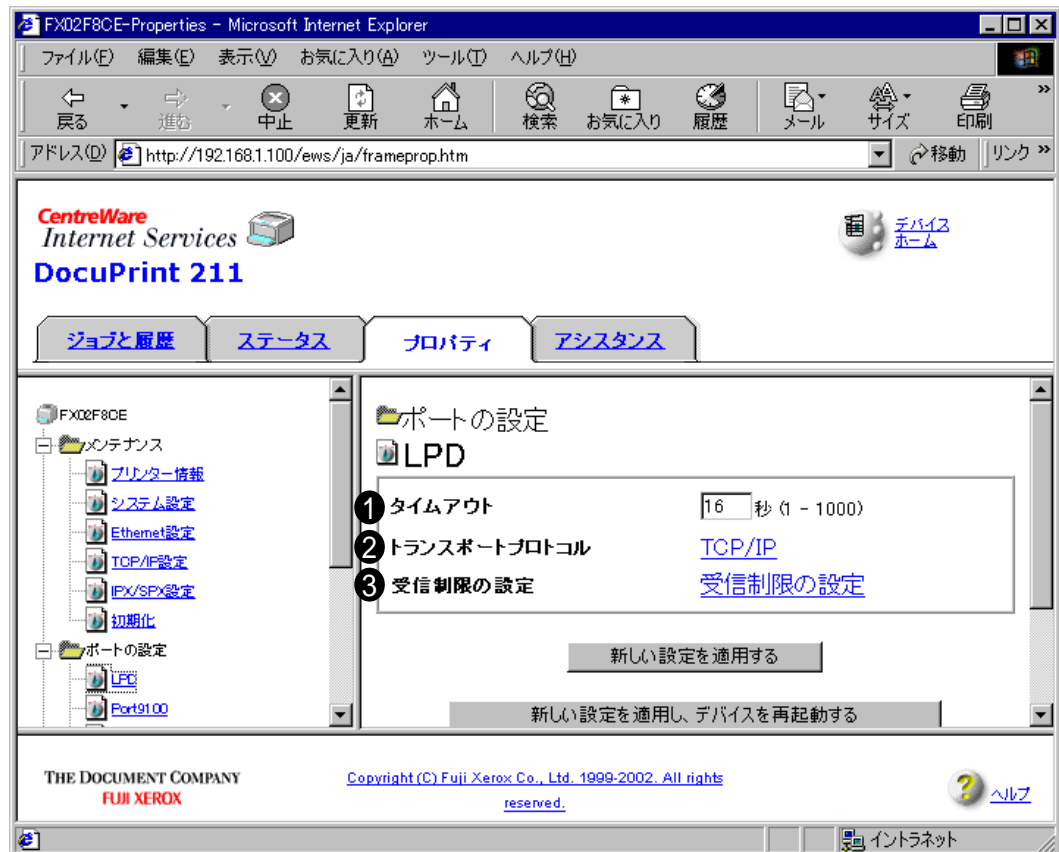 FX02F8CE-Properties - Microsoft Internet Explorer
ファイル(F) 編集(E) 表示(V) お気に入り(A) ツール(T) ヘルプ(H)
戻る 進む 中止 更新 ホーム 検索 お気に入り 履歴 メール サイズ 印刷 »
アドレス(D) http://192.168.1.100/ews/ja/frameprop.htm 移動 リンク »
CentreWare
Internet Services
DocuPrint 211
デバイス
ホーム
ジョブと履歴 ステータス プロパティ アシスタンス
FX02F8CE
メンテナンス
プリンター情報
システム設定
Ethernet設定
TCP/IP設定
IPX/SPX設定
初期化
ポートの設定
LPD
Port9100
ポートの設定
LPD
1 タイムアウト 16 秒 (1 - 1000)
2 トランスポートプロトコル TCP/IP
3 受信制限の設定 受信制限の設定
新しい設定を適用する
新しい設定を適用し、デバイスを再起動する
THE DOCUMENT COMPANY
FUJI XEROX
Copyright (C) Fuji Xerox Co., Ltd. 1999-2002. All rights
reserved.
ヘルプ
イントラネット